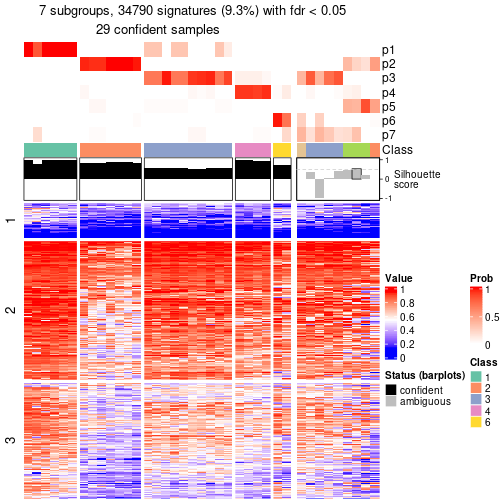 7 subgroups, 34790 signatures (9.3%) with fdr < 0.05
29 confident samples
p1
p2
p3
p4
p5
p6
p7
Class
1
0
-1
Silhouette
score
1
2
3
Value
1
0.8
0.6
0.4
0.2
0
Prob
1
0.5
0
Status (barplots)
confident
ambiguous
Class
1
2
3
4
6